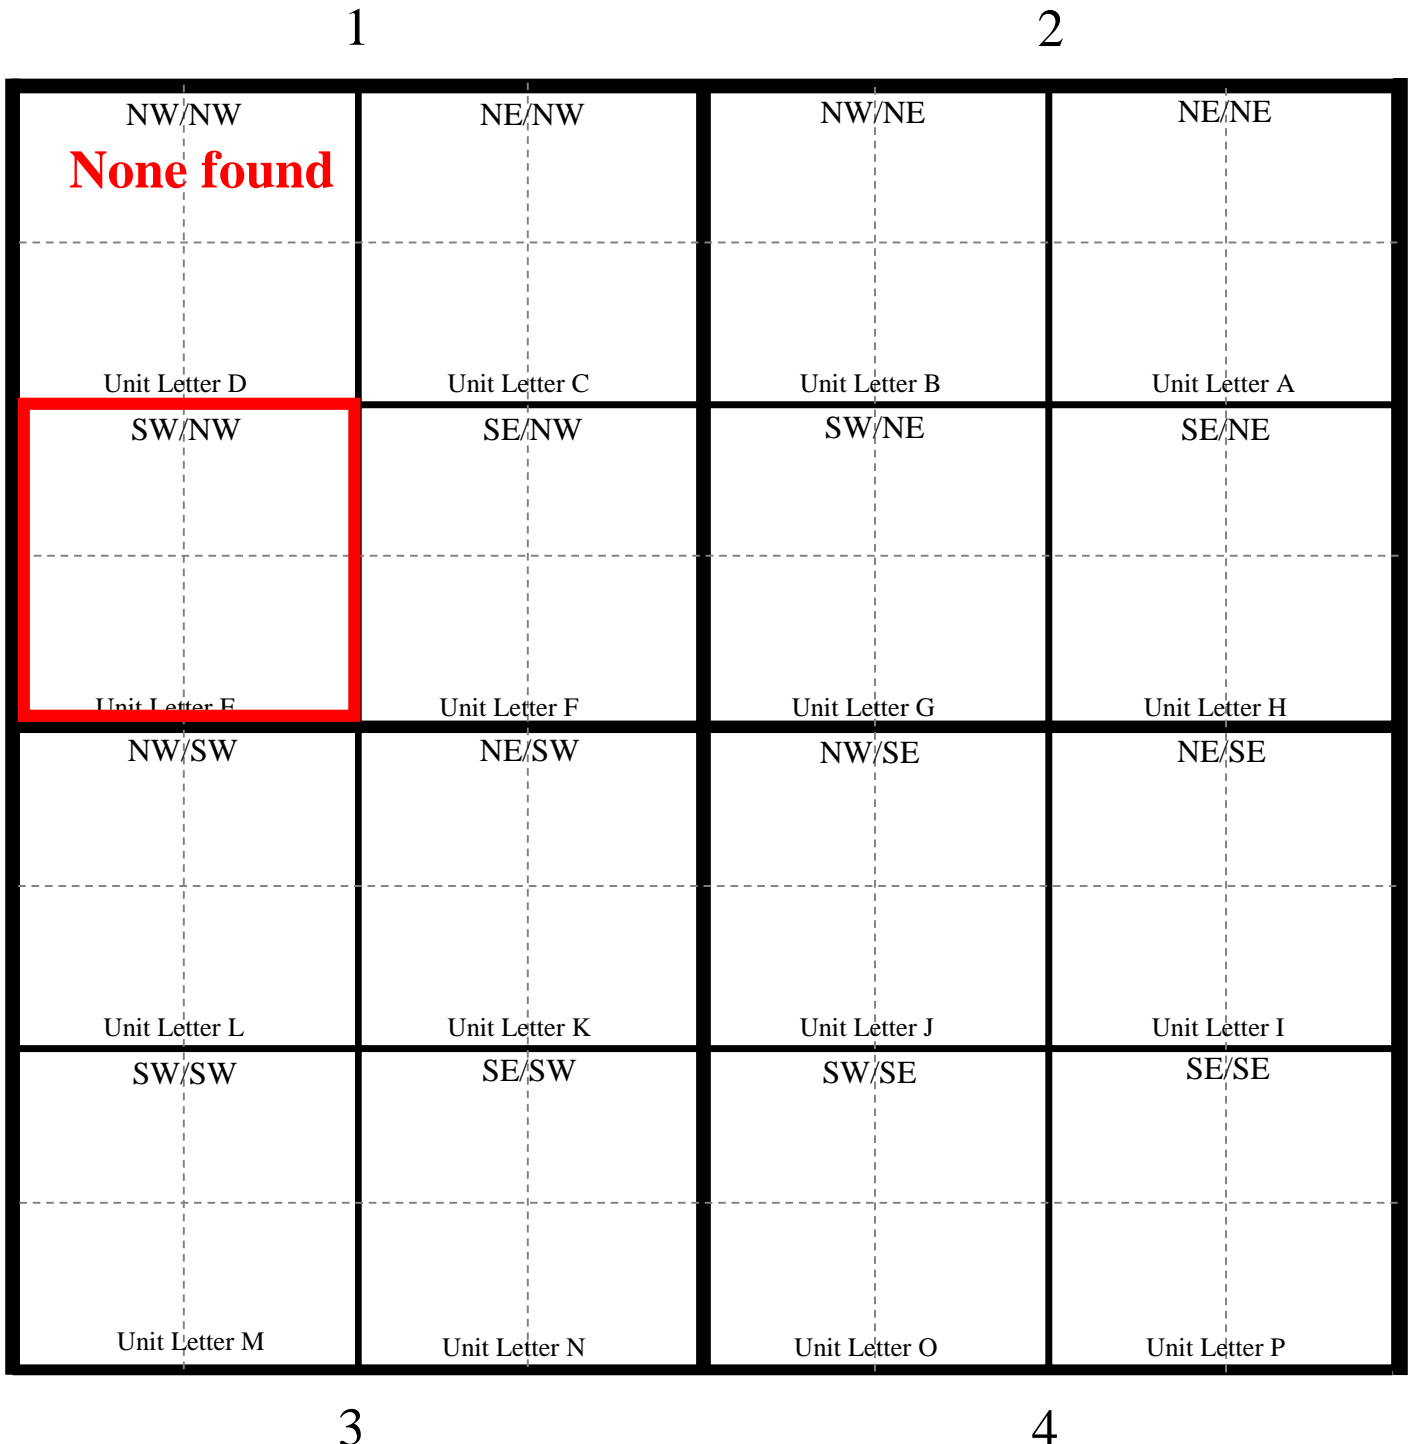 1 2
NW/NW NE/NW NW/NE NE/NE
None found
Unit Letter D Unit Letter C Unit Letter B Unit Letter A
SW/NW SE/NW SW/NE SE/NE
Unit Letter E Unit Letter F Unit Letter G Unit Letter H
NW/SW NE/SW NW/SE NE/SE
Unit Letter L Unit Letter K Unit Letter J Unit Letter I
SW/SW SE/SW SW/SE SE/SE
Unit Letter M Unit Letter N Unit Letter O Unit Letter P
3 4